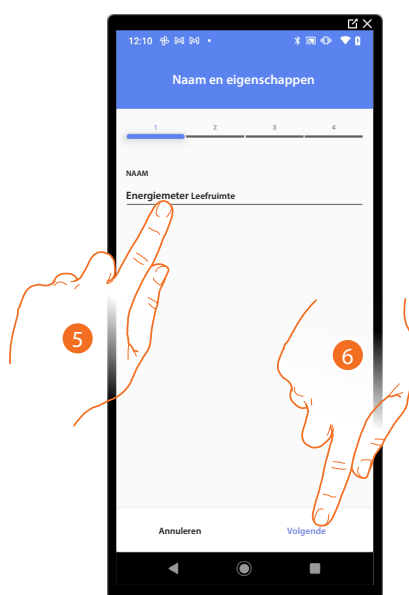 12:10
Naam en eigenschappen
1 2 3 4
NAAM
Energiemeter Leefruimte
5
6
Annuleren Volgende